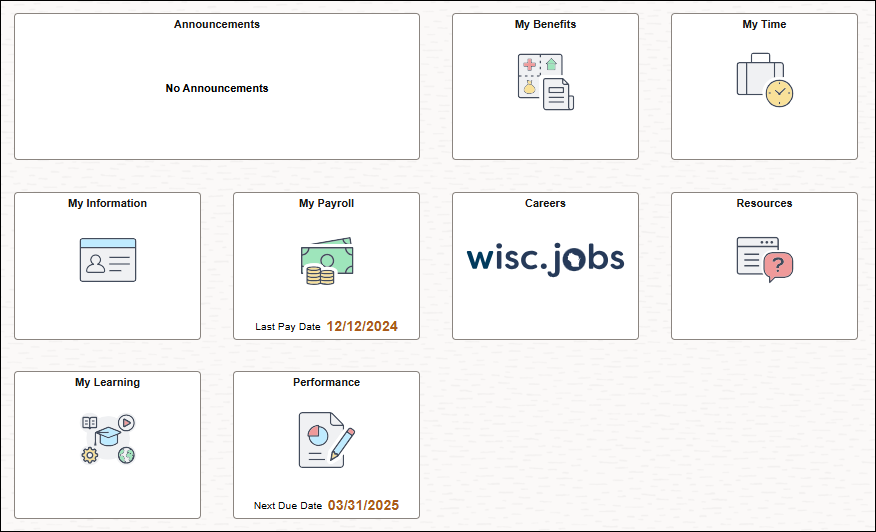 Announcements
No Announcements
My Benefits
My Time
My Information
My Payroll
Last Pay Date 12/12/2024
Careers
wisc.jobs
Resources
?
My Learning
Performance
Next Due Date 03/31/2025